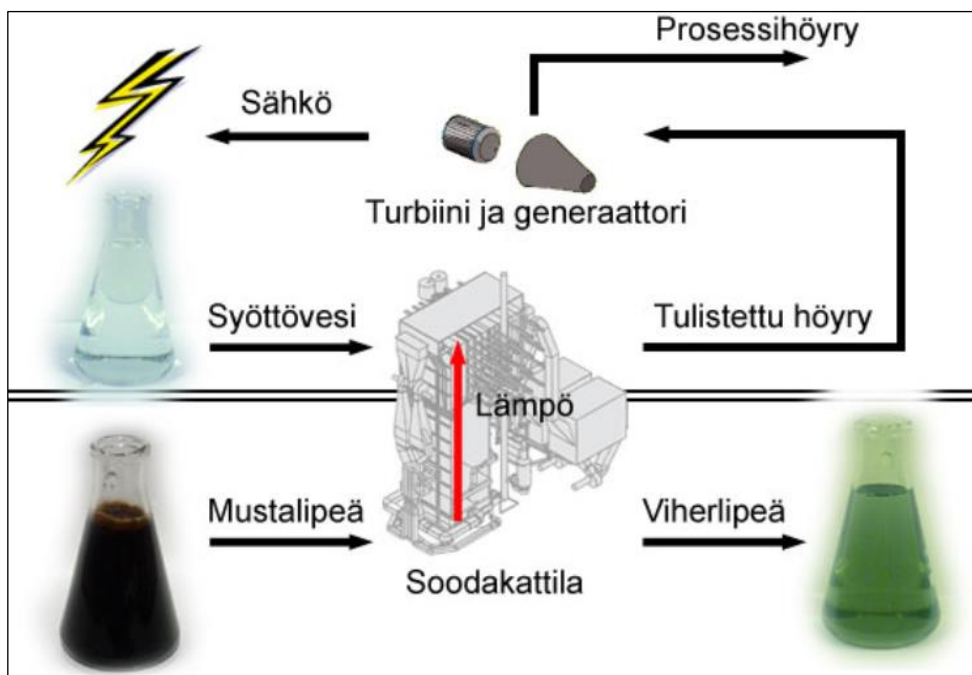 Prosessihöyry
Sähkö
Turbiini ja generaattori
Syöttövesi
Tulistettu höyry
Lämpö
Mustalipeä
Viherlipeä
Soodakattila